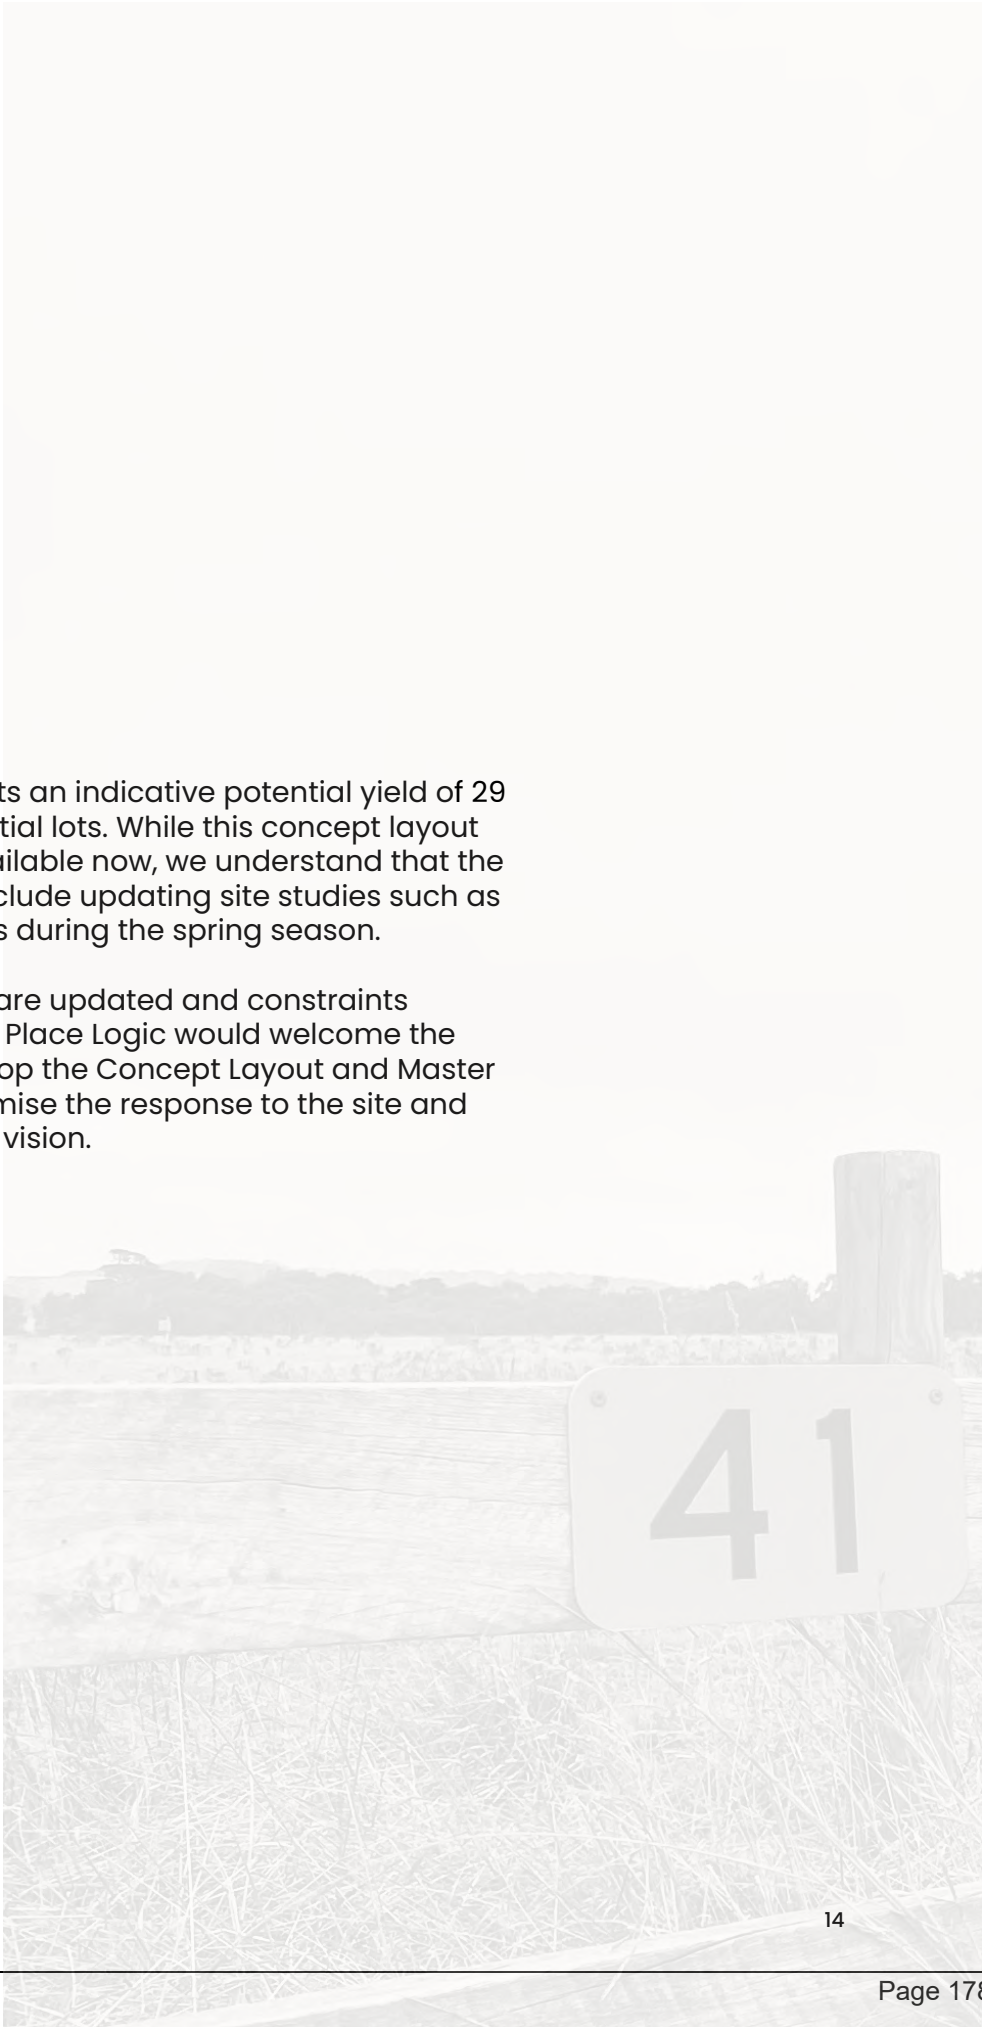 ts an indicative potential yield of 29
tial lots. While this concept layout
ailable now, we understand that the
clude updating site studies such as
s during the spring season.
are updated and constraints
Place Logic would welcome the
op the Concept Layout and Master
mise the response to the site and
vision.
41
14
Page 178